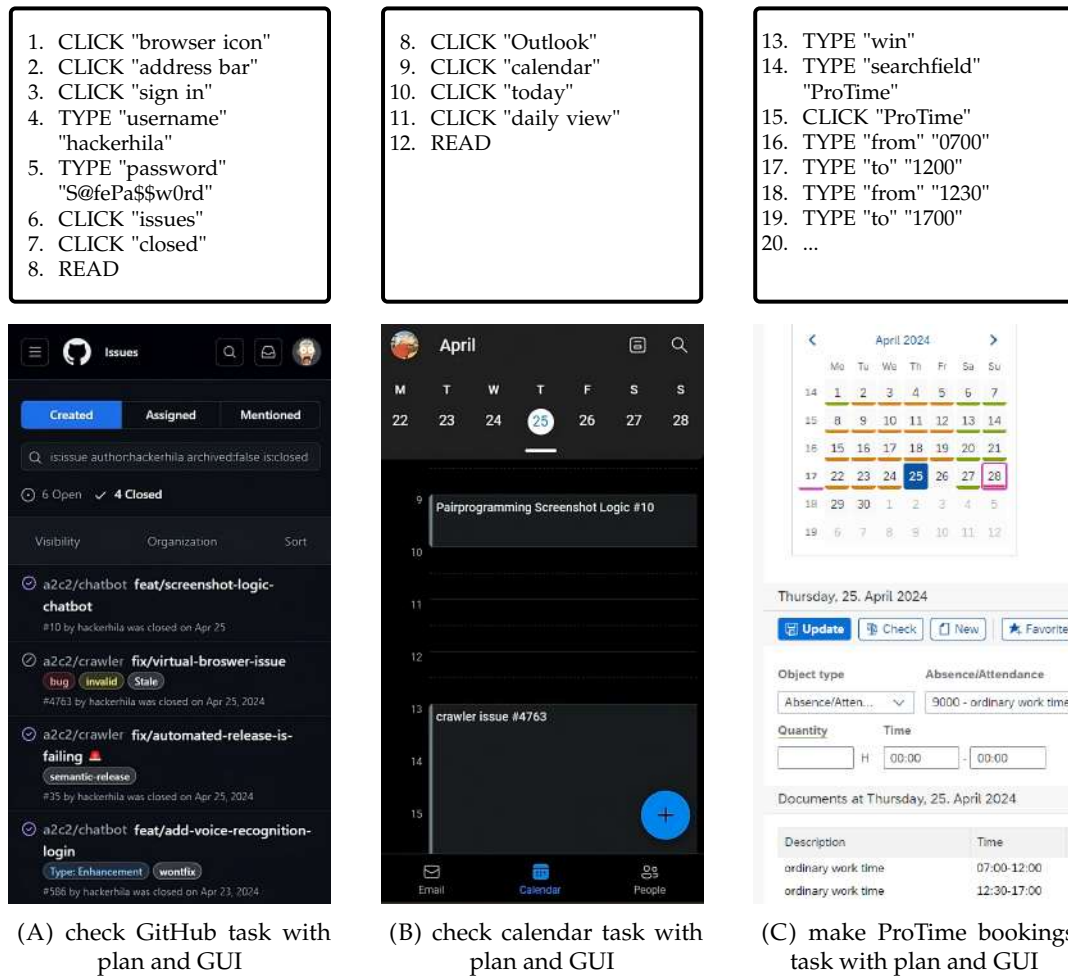 1. CLICK "browser icon"
2. CLICK "address bar"
3. CLICK "sign in"
4. TYPE "username"
"hackerhila"
5. TYPE "password"
"S@fePa$$w0rd"
6. CLICK "issues"
7. CLICK "closed"
8. READ
8. CLICK "Outlook"
9. CLICK "calendar"
10. CLICK "today"
11. CLICK "daily view"
12. READ
13. TYPE "win"
14. TYPE "searchfield"
"ProTime"
15. CLICK "ProTime"
16. TYPE "from" "0700"
17. TYPE "to" "1200"
18. TYPE "from" "1230"
19. TYPE "to" "1700"
20. ...
Issues
Created Assigned Mentioned
is:issue author:hackerhila archived:false is:closed
6 Open 4 Closed
Visibility Organization Sort
a2c2/chatbot feat/screenshot-logic-
chatbot
#10 by hackerhila was closed on Apr 25
a2c2/crawler fix/virtual-broswer-issue
bug invalid Stale
#4763 by hackerhila was closed on Apr 25, 2024
a2c2/crawler fix/automated-release-is-
failing
semantic-release
#35 by hackerhila was closed on Apr 25, 2024
a2c2/chatbot feat/add-voice-recognition-
login
Type: Enhancement wontfix
#586 by hackerhila was closed on Apr 23, 2024
April
M T W T F S S
22 23 24 25 26 27 28
9
Pairprogramming Screenshot Logic #10
10
11
12
13
crawler issue #4763
14
15
Email Calendar People
April 2024
Mo Tu We Th Fr Sa Su
14 1 2 3 4 5 6 7
15 8 9 10 11 12 13 14
16 15 16 17 18 19 20 21
17 22 23 24 25 26 27 28
18 29 30 1 2 3 4 5
19 6 7 8 9 10 11 12
Thursday, 25. April 2024
Update Check New Favorite
Object type Absence/Attendance
Absence/Atten... 9000 - ordinary work time
Quantity Time
H 00:00 - 00:00
Documents at Thursday, 25. April 2024
Description Time
ordinary work time 07:00-12:00
ordinary work time 12:30-17:00
(A) check GitHub task with
plan and GUI
(B) check calendar task with
plan and GUI
(C) make ProTime bookings
task with plan and GUI